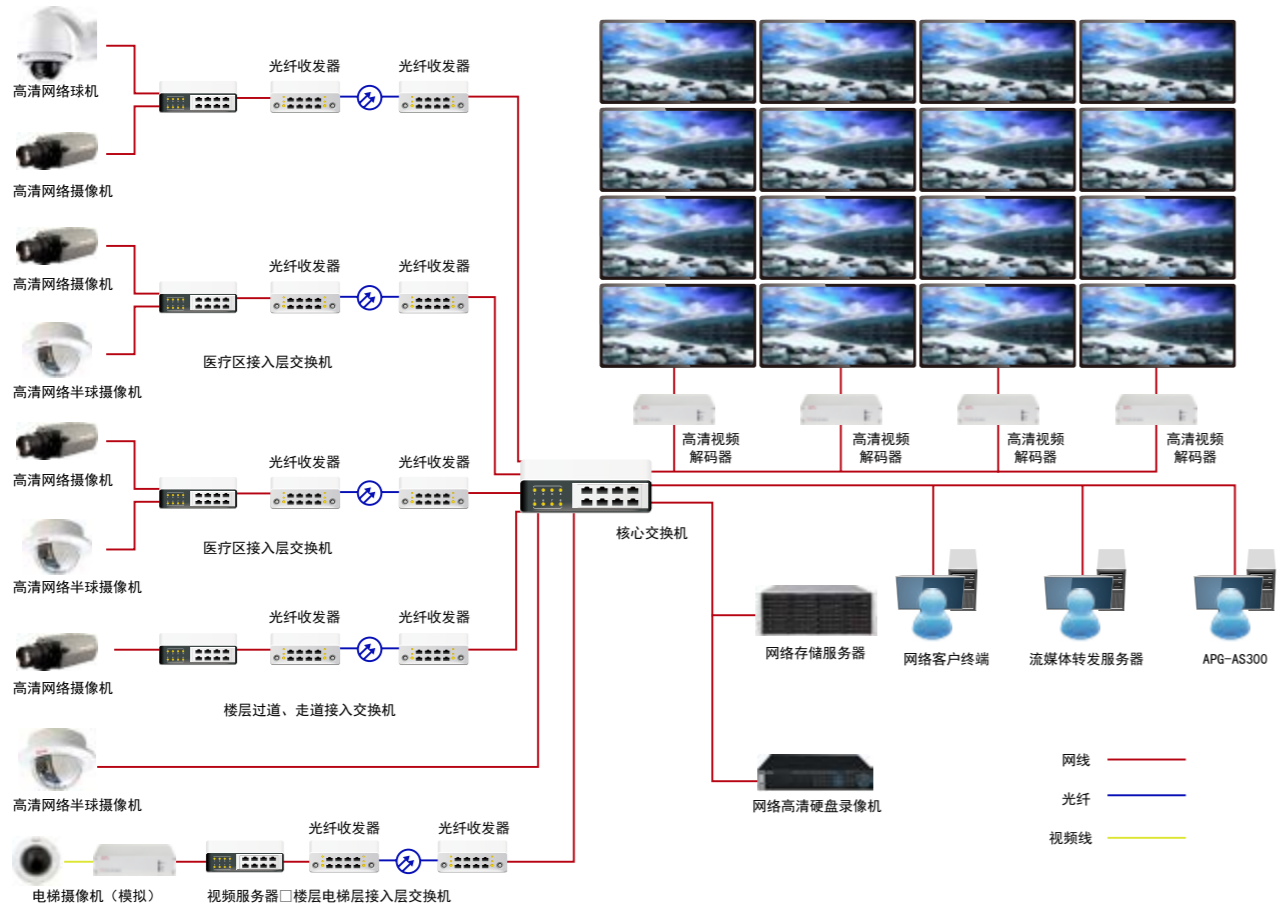 光纤收发器
光纤收发器
高清网络球机
高清网络摄像机
光纤收发器
光纤收发器
高清网络摄像机
医疗区接入层交换机
高清网络半球摄像机
高清视频
解码器
高清视频
解码器
高清视频
解码器
高清视频
解码器
光纤收发器
光纤收发器
高清网络摄像机
核心交换机
医疗区接入层交换机
高清网络半球摄像机
光纤收发器
光纤收发器
高清网络摄像机
网络存储服务器
网络客户终端
流媒体转发服务器
APG-AS300
楼层过道、走道接入交换机
高清网络半球摄像机
网络高清硬盘录像机
网线
光纤
视频线
光纤收发器
光纤收发器
电梯摄像机（模拟）
视频服务器□楼层电梯层接入层交换机